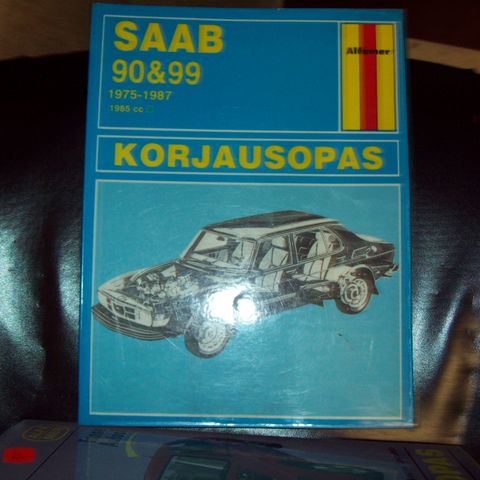 SAAB
Alfamer
90&99
1975-1987
1985 cc
KORJAUSOPAS